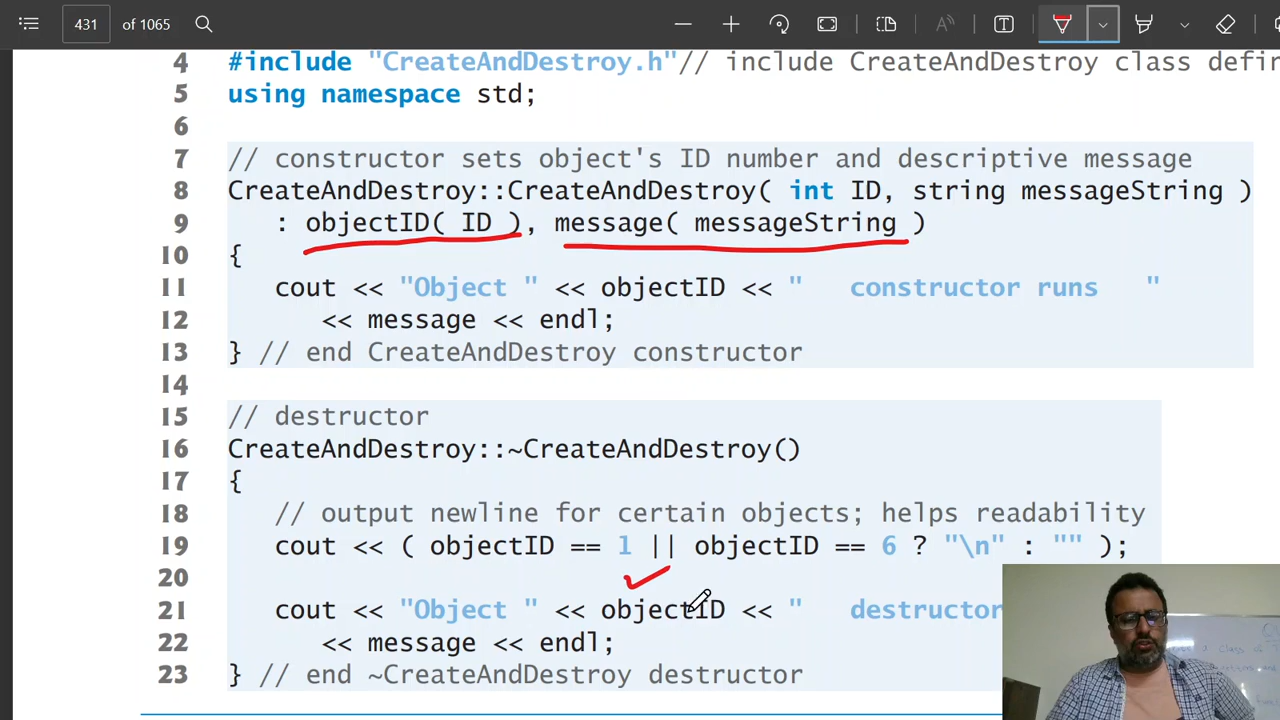 431 of 1065
4 #include "CreateAndDestroy.h"// include CreateAndDestroy class defin
5 using namespace std;
6
7 // constructor sets object's ID number and descriptive message
8 CreateAndDestroy::CreateAndDestroy( int ID, string messageString )
9 : objectID( ID ), message( messageString )
10 {
11 cout << "Object " << objectID << "   constructor runs   "
12 << message << endl;
13 } // end CreateAndDestroy constructor
14
15 // destructor
16 CreateAndDestroy::~CreateAndDestroy()
17 {
18 // output newline for certain objects; helps readability
19 cout << ( objectID == 1 || objectID == 6 ? "\n" : "" );
20
21 cout << "Object " << objectID << "   destructor
22 << message << endl;
23 } // end ~CreateAndDestroy destructor